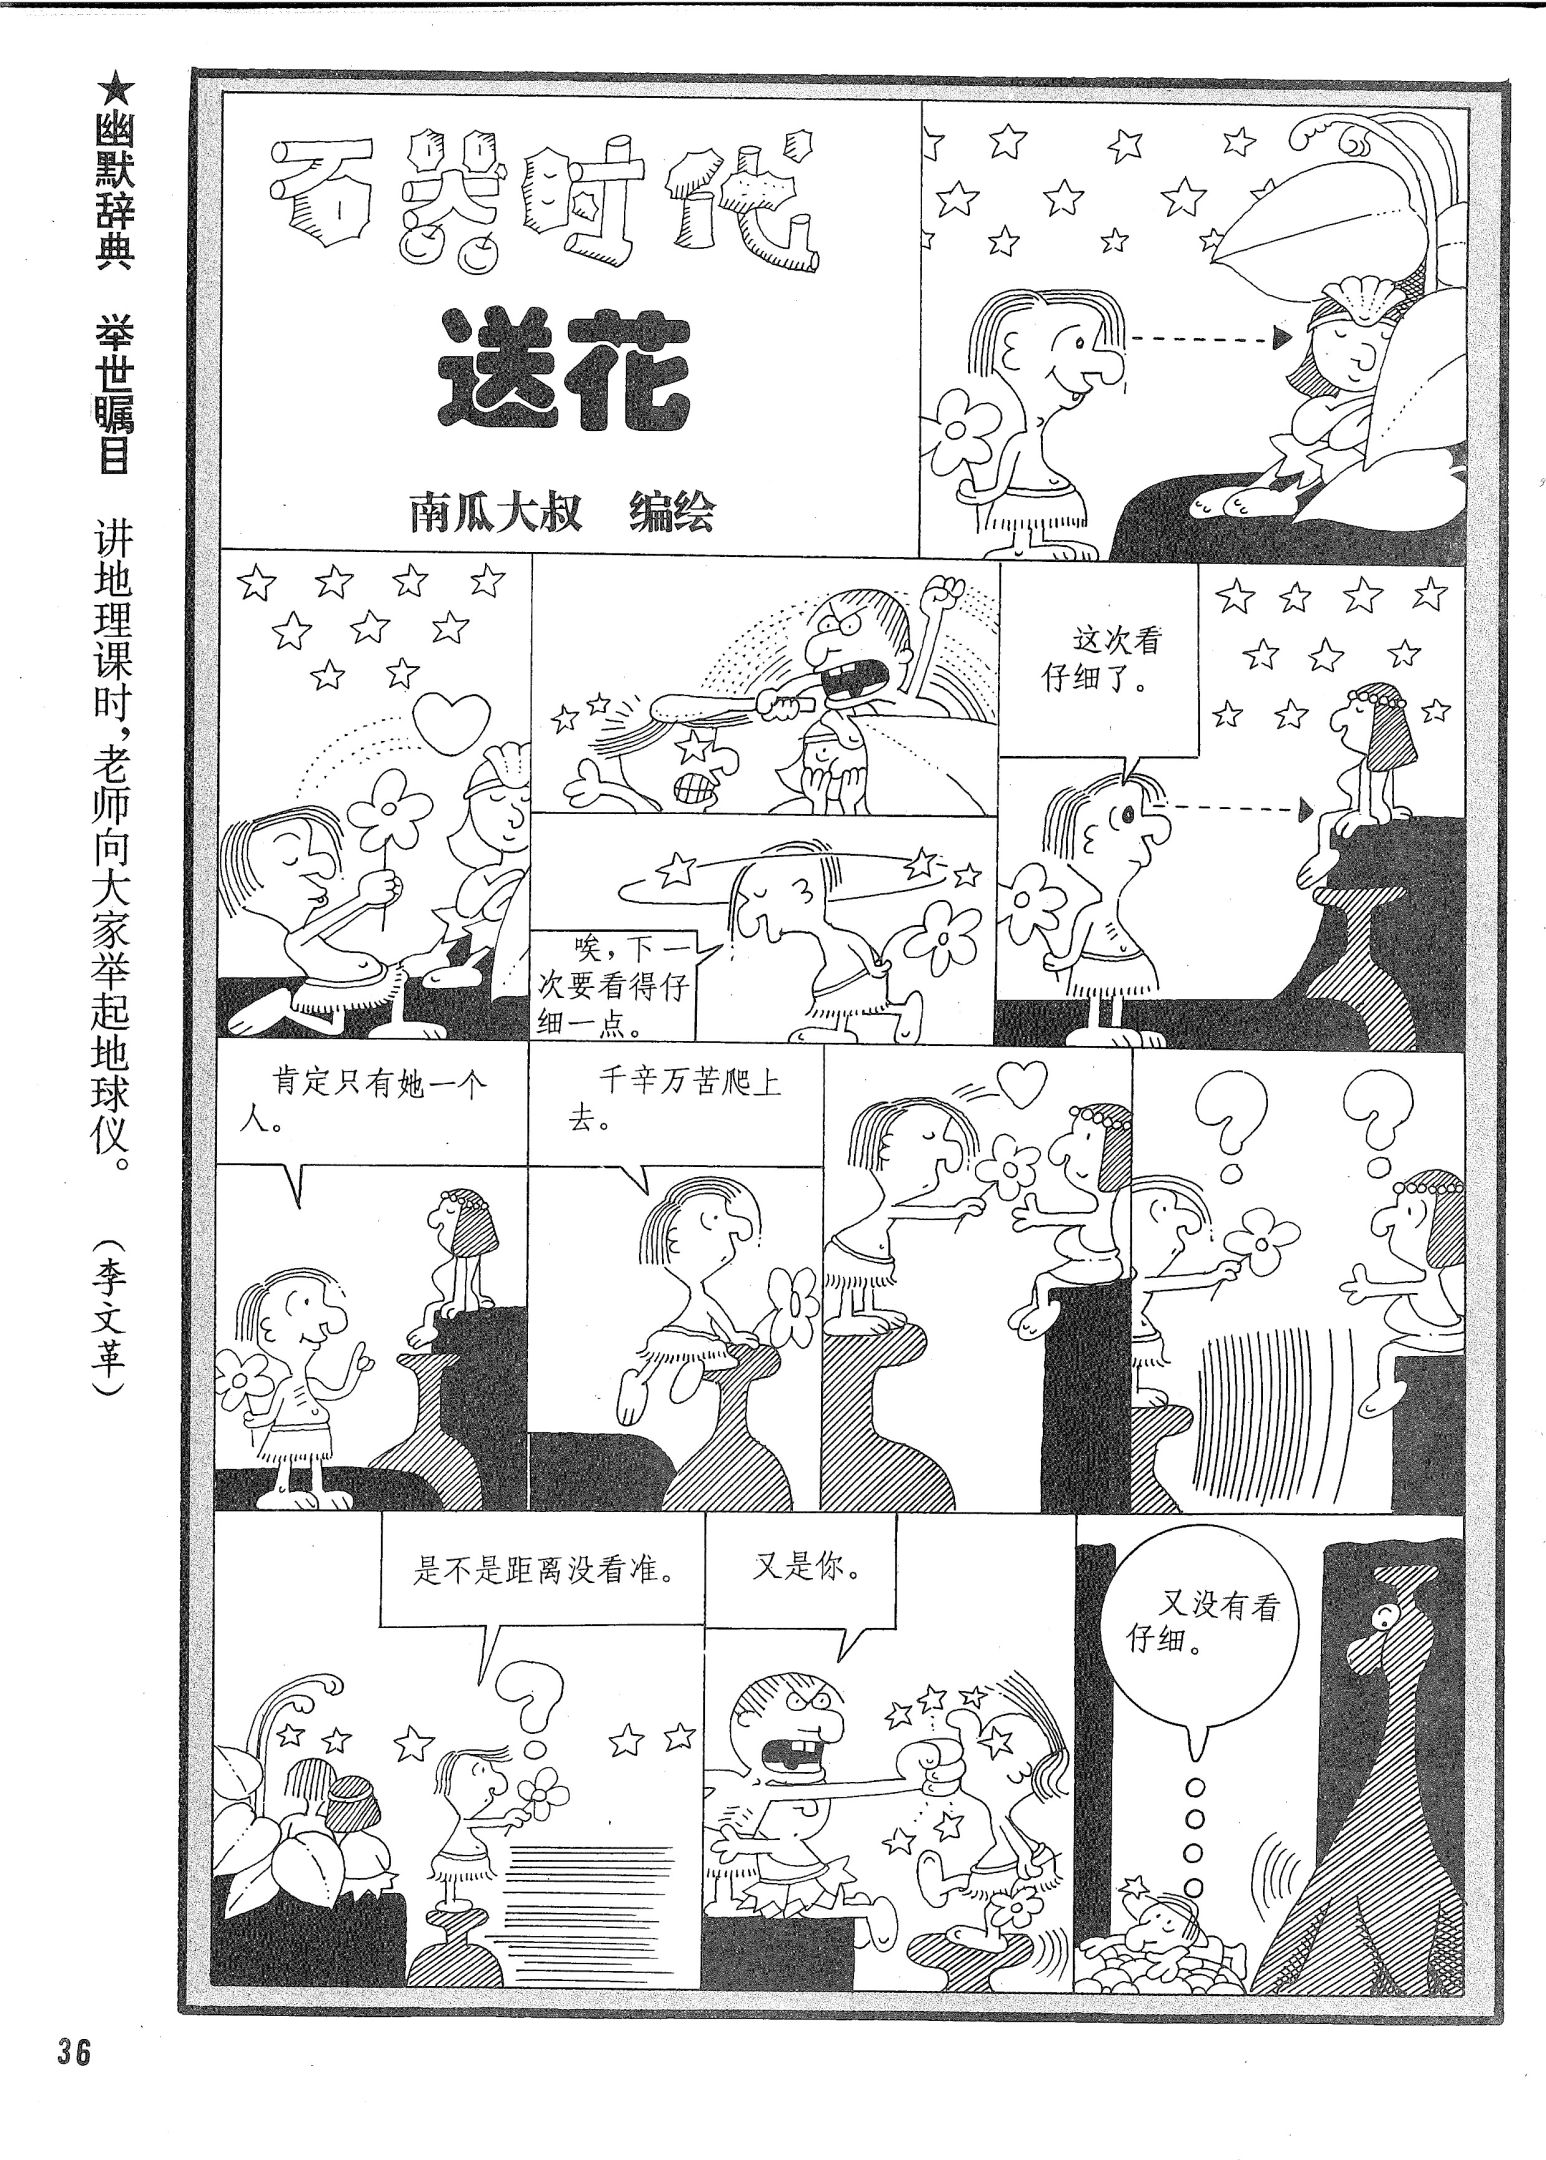 ★幽默辞典 举世瞩目 讲地理课时，老师向大家举起地球仪。 （李文革）
石器时代
送花
南瓜大叔 编绘
唉，下一
次要看得仔
细一点。
这次看
仔细了。
肯定只有她一个
人。
千辛万苦爬上
去。
是不是距离没看准。
又是你。
又没有看
仔细。
36